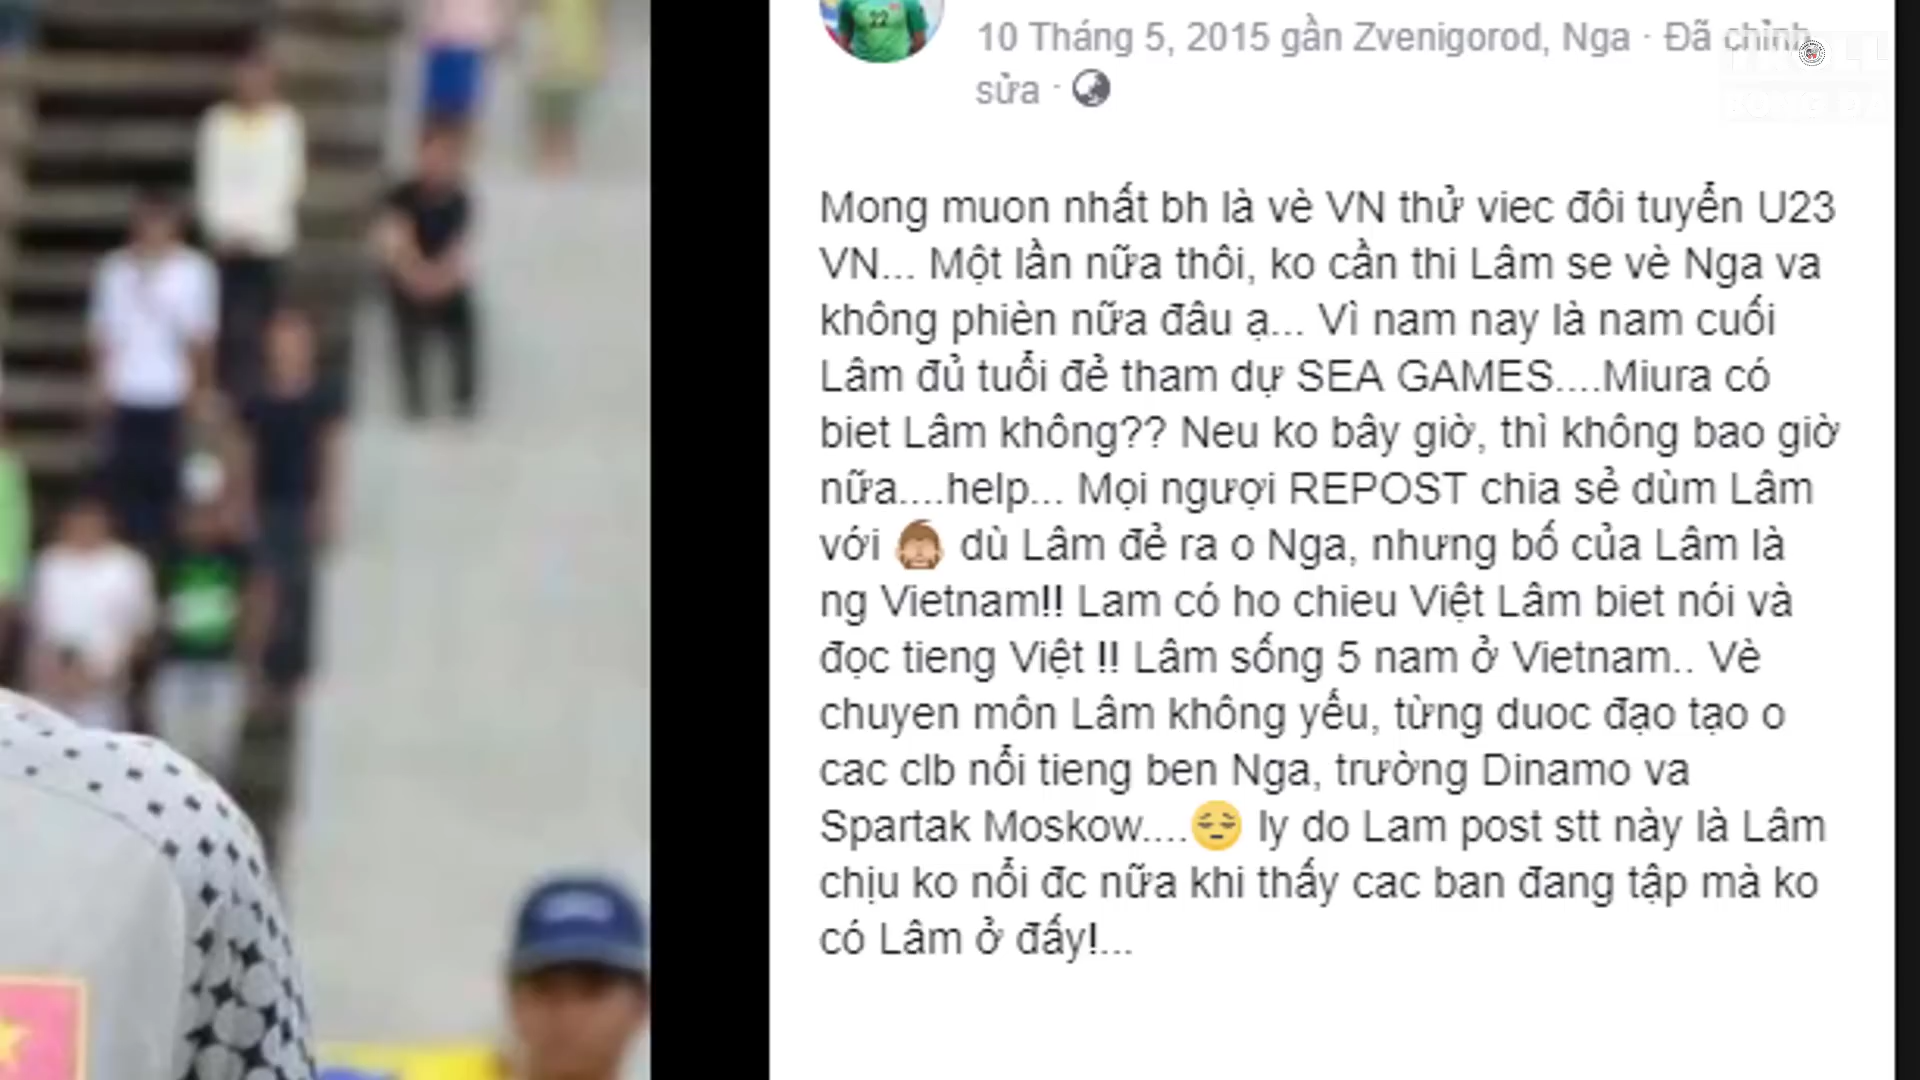 10 Tháng 5, 2015 gần Zvenigorod, Nga · Đã chỉnh
sửa ·
Mong muon nhất bh là vè VN thử viec đôi tuyển U23
VN... Một lần nữa thôi, ko cần thi Lâm se vè Nga va
không phièn nữa đâu ạ... Vì nam nay là nam cuối
Lâm đủ tuổi đẻ tham dự SEA GAMES....Miura có
biet Lâm không?? Neu ko bây giờ, thì không bao giờ
nữa....help... Mọi ngượi REPOST chia sẻ dùm Lâm
với 🙈 dù Lâm đẻ ra o Nga, nhưng bố của Lâm là
ng Vietnam!! Lam có ho chieu Việt Lâm biet nói và
đọc tieng Việt !! Lâm sống 5 nam ở Vietnam.. Vè
chuyen môn Lâm không yếu, từng duoc đạo tạo o
cac clb nổi tieng ben Nga, trường Dinamo va
Spartak Moskow....😔 ly do Lam post stt này là Lâm
chịu ko nổi đc nữa khi thấy cac ban đang tập mà ko
có Lâm ở đấy!...
22